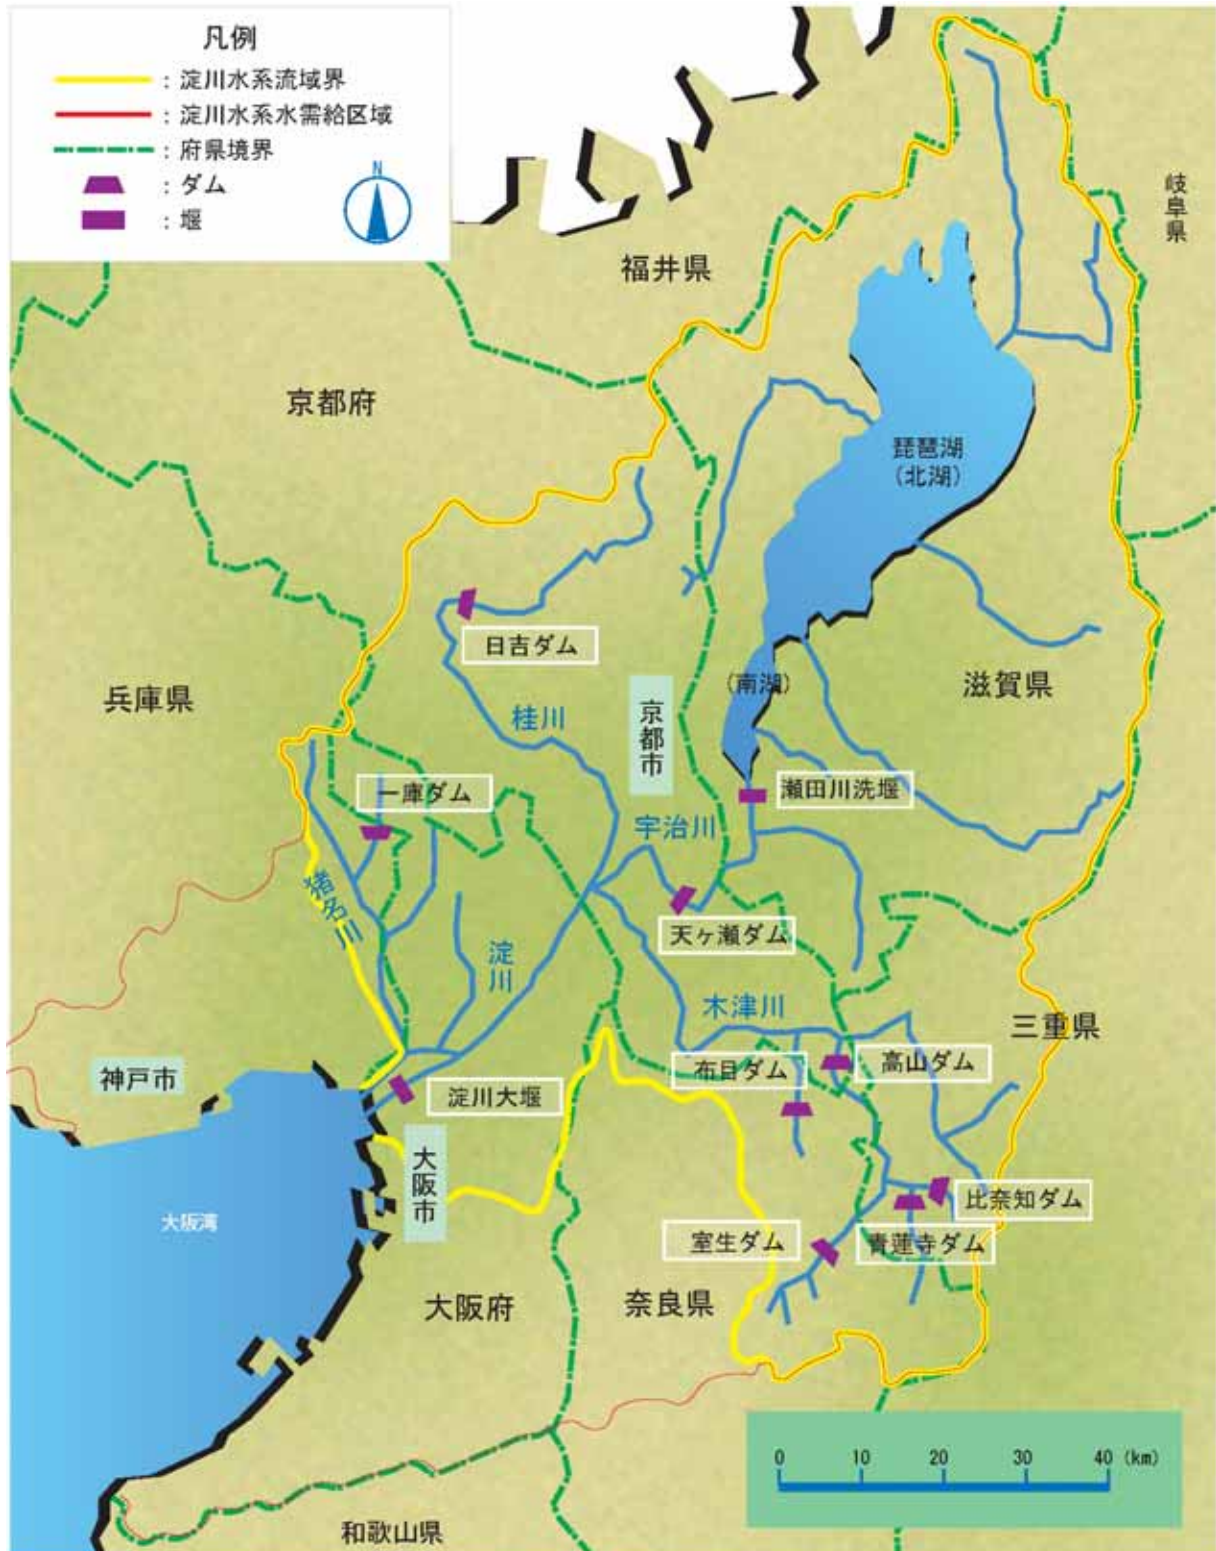 凡例
: 淀川水系流域界
: 淀川水系水需給区域
: 府県境界
: ダム
: 堰
N
岐阜県
福井県
京都府
琵琶湖
(北湖)
日吉ダム
兵庫県
(南湖)
滋賀県
桂川
京都市
一庫ダム
瀬田川洗堰
宇治川
猪名川
天ヶ瀬ダム
淀川
木津川
三重県
神戸市
布目ダム
高山ダム
淀川大堰
大阪市
比奈知ダム
大阪湾
室生ダム
青蓮寺ダム
大阪府
奈良県
0 10 20 30 40 (km)
和歌山県